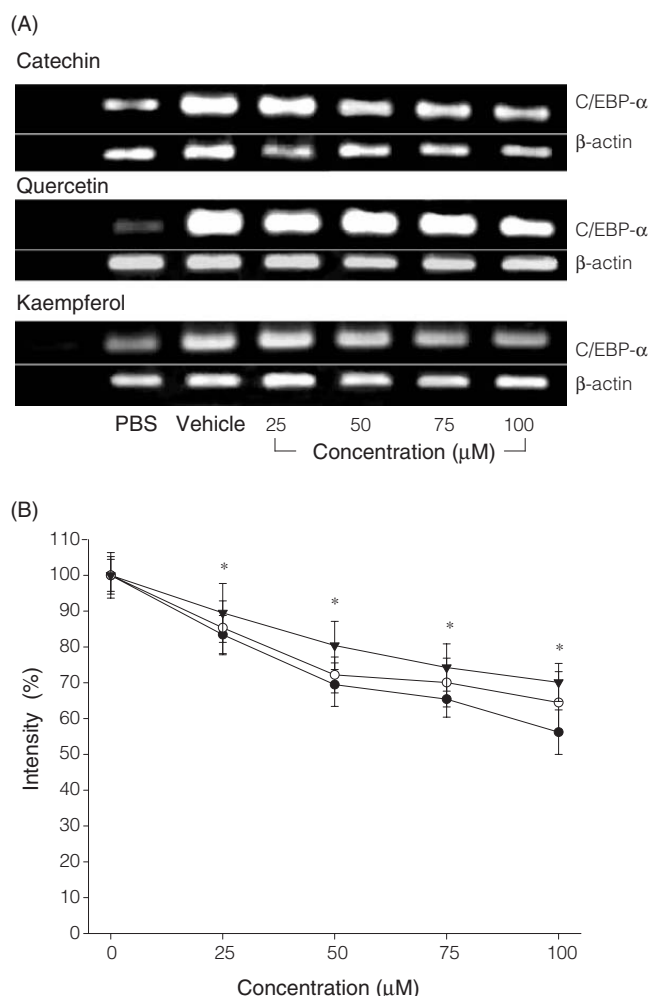 (A)
Catechin
C/EBP-α
β-actin
Quercetin
C/EBP-α
β-actin
Kaempferol
C/EBP-α
β-actin
PBS Vehicle 25 50 75 100
Concentration (μM)
(B)
110
100
90
80
70
60
50
40
30
20
10
0
Intensity (%)
* * * *
0 25 50 75 100
Concentration (μM)